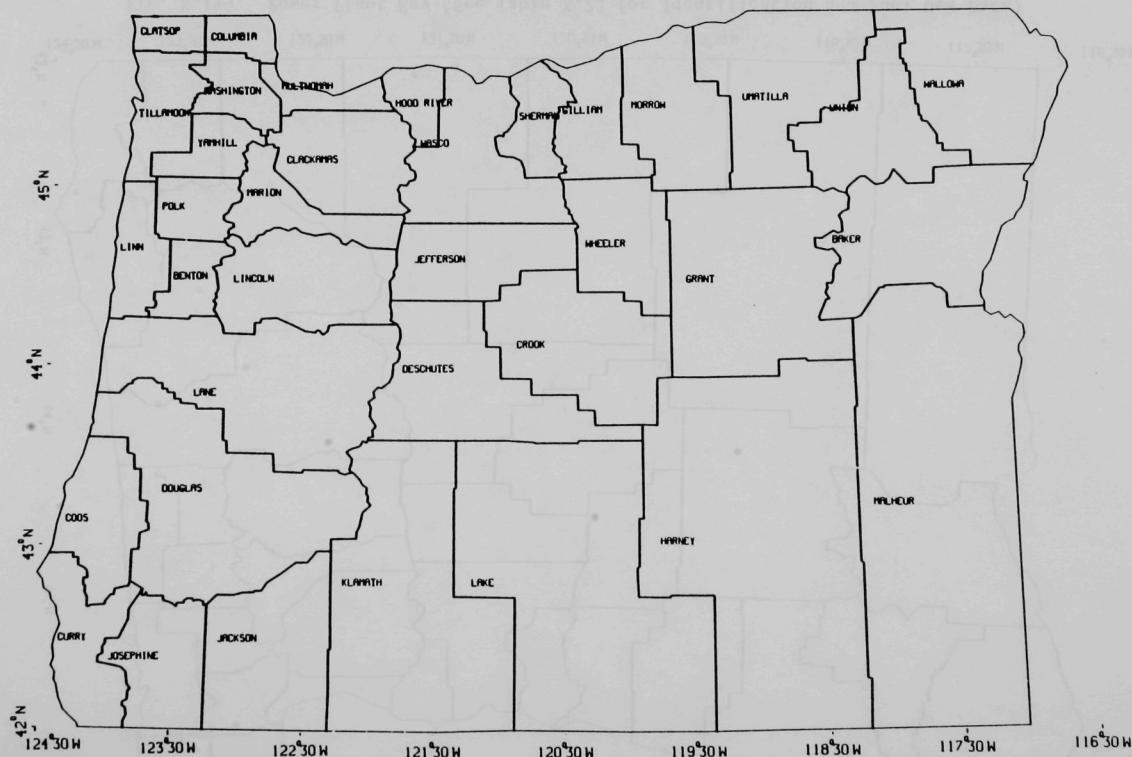 CLATSOP
COLUMBIA
WASHINGTON
MULTNOMAH
TILLAMOOK
HOOD RIVER
SHERMAN
GILLIAM
MORROW
UMATILLA
UNION
WALLOWA
YAMHILL
WASCO
CLACKAMAS
45°N
MARION
POLK
LINN
BENTON
LINCOLN
JEFFERSON
WHEELER
GRANT
BAKER
CROOK
44°N
DESCHUTES
LANE
DOUGLAS
MALHEUR
COOS
43°N
HARNEY
KLAMATH
LAKE
CURRY
JOSEPHINE
JACKSON
42°N
124°30 W
123°30 W
122°30 W
121°30 W
120°30 W
119°30 W
118°30 W
117°30 W
116°30 W